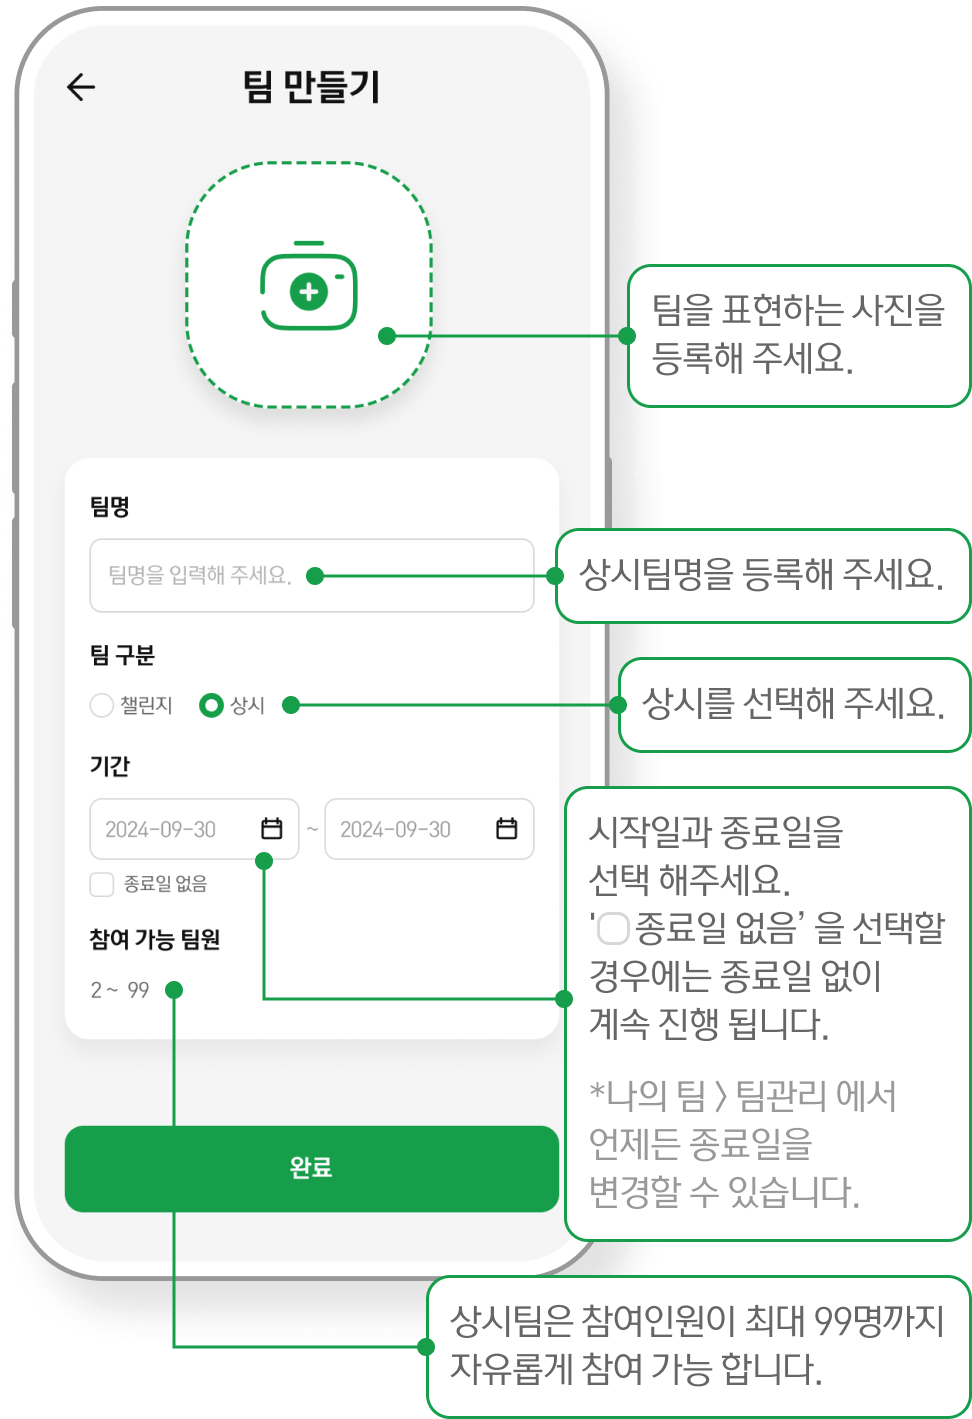 팀 만들기
팀을 표현하는 사진을
등록해 주세요.
팀명
팀명을 입력해 주세요.
상시팀명을 등록해 주세요.
팀 구분
챌린지 상시
상시를 선택해 주세요.
기간
2024-09-30 ~ 2024-09-30
종료일 없음
시작일과 종료일을
선택 해주세요.
'종료일 없음’ 을 선택할
경우에는 종료일 없이
계속 진행 됩니다.
*나의 팀 > 팀관리 에서
언제든 종료일을
변경할 수 있습니다.
참여 가능 팀원
2 ~ 99
완료
상시팀은 참여인원이 최대 99명까지
자유롭게 참여 가능 합니다.